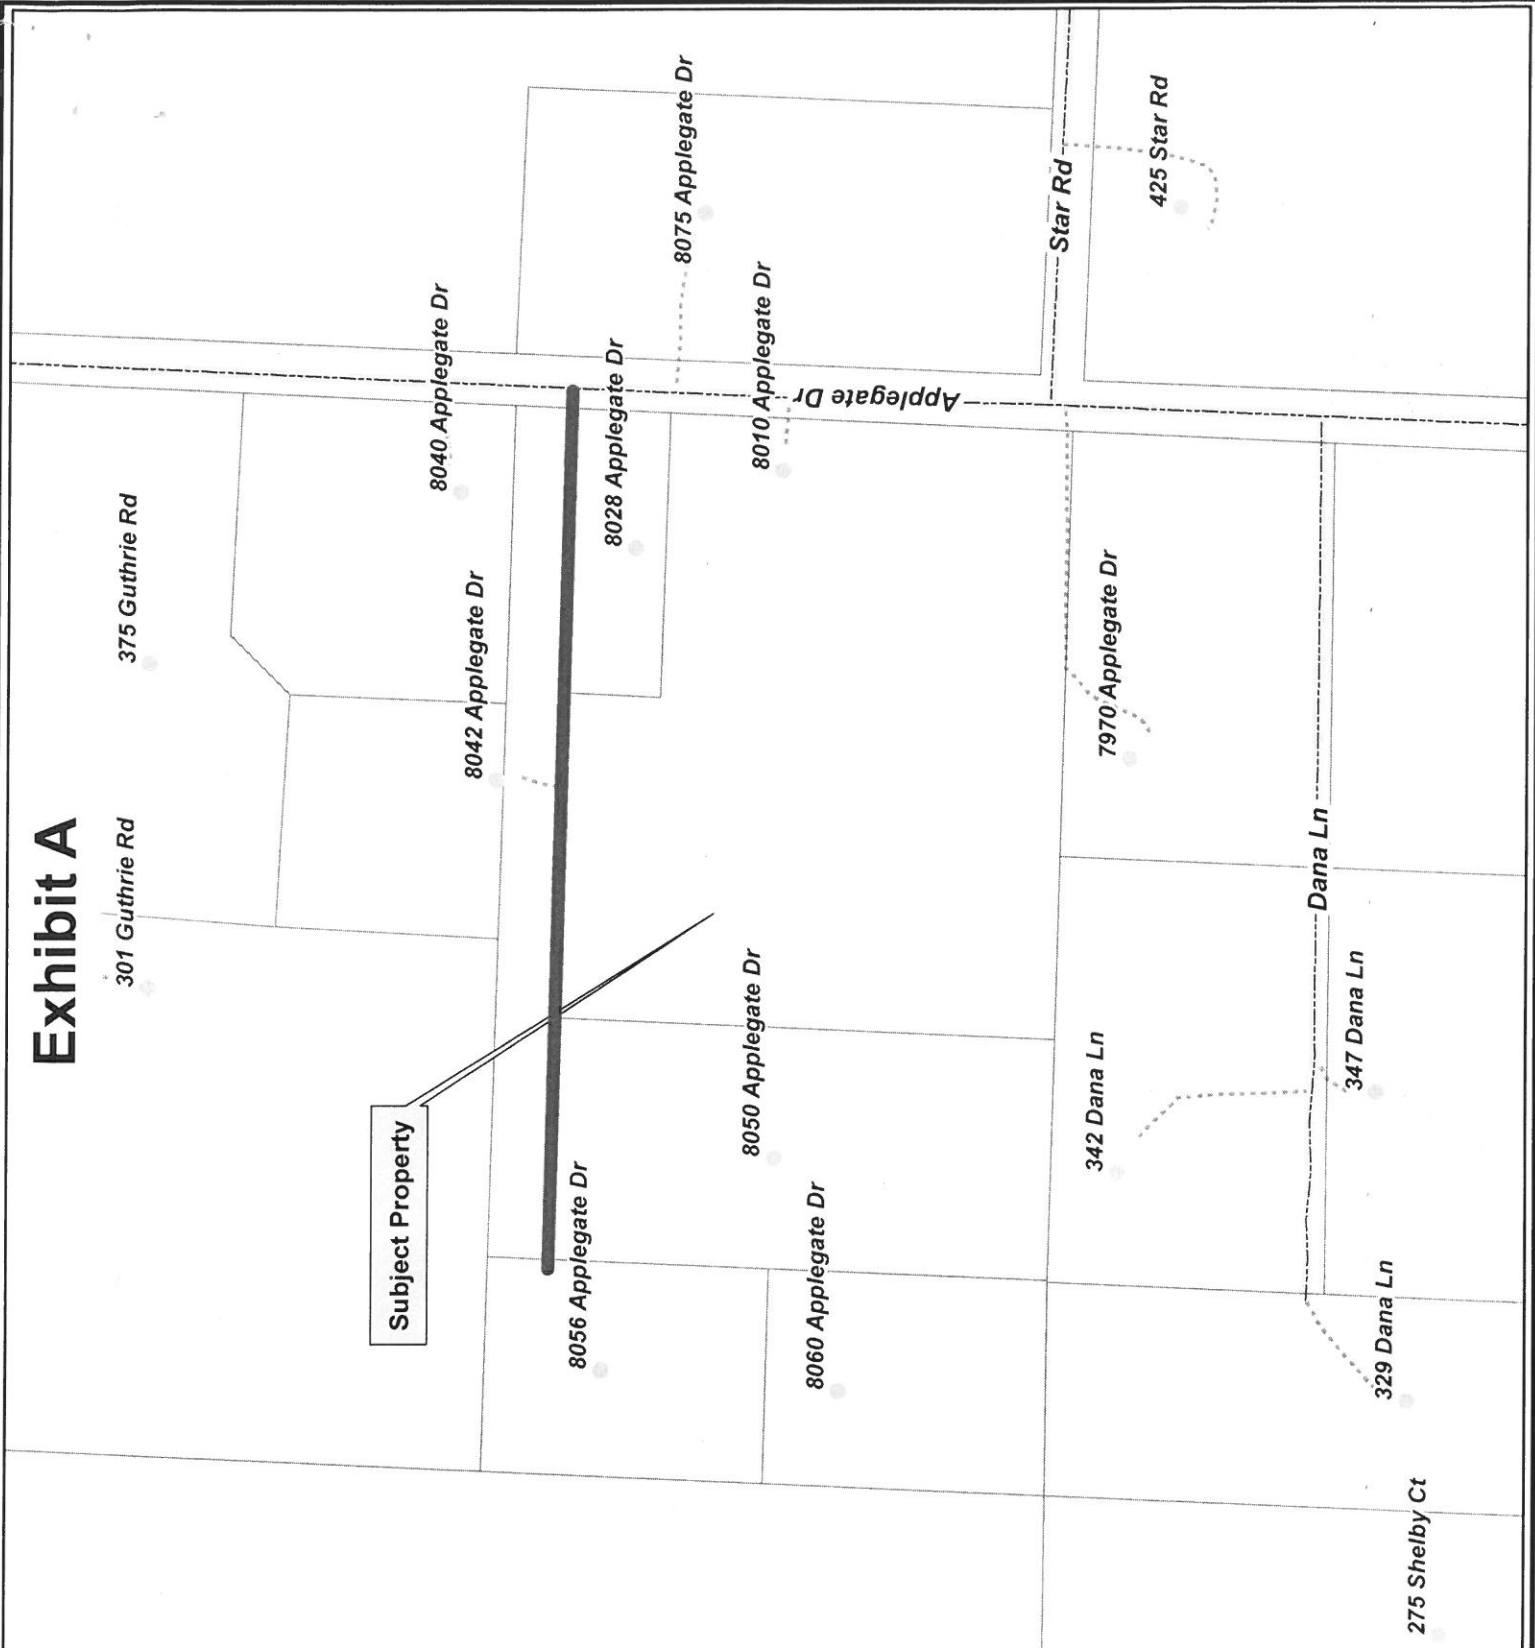 Exhibit A
301 Guthrie Rd
375 Guthrie Rd
Subject Property
8042 Applegate Dr
8040 Applegate Dr
8056 Applegate Dr
8028 Applegate Dr
8075 Applegate Dr
8050 Applegate Dr
8010 Applegate Dr
8060 Applegate Dr
Applegate Dr
Star Rd
342 Dana Ln
7970 Applegate Dr
425 Star Rd
Dana Ln
347 Dana Ln
329 Dana Ln
275 Shelby Ct